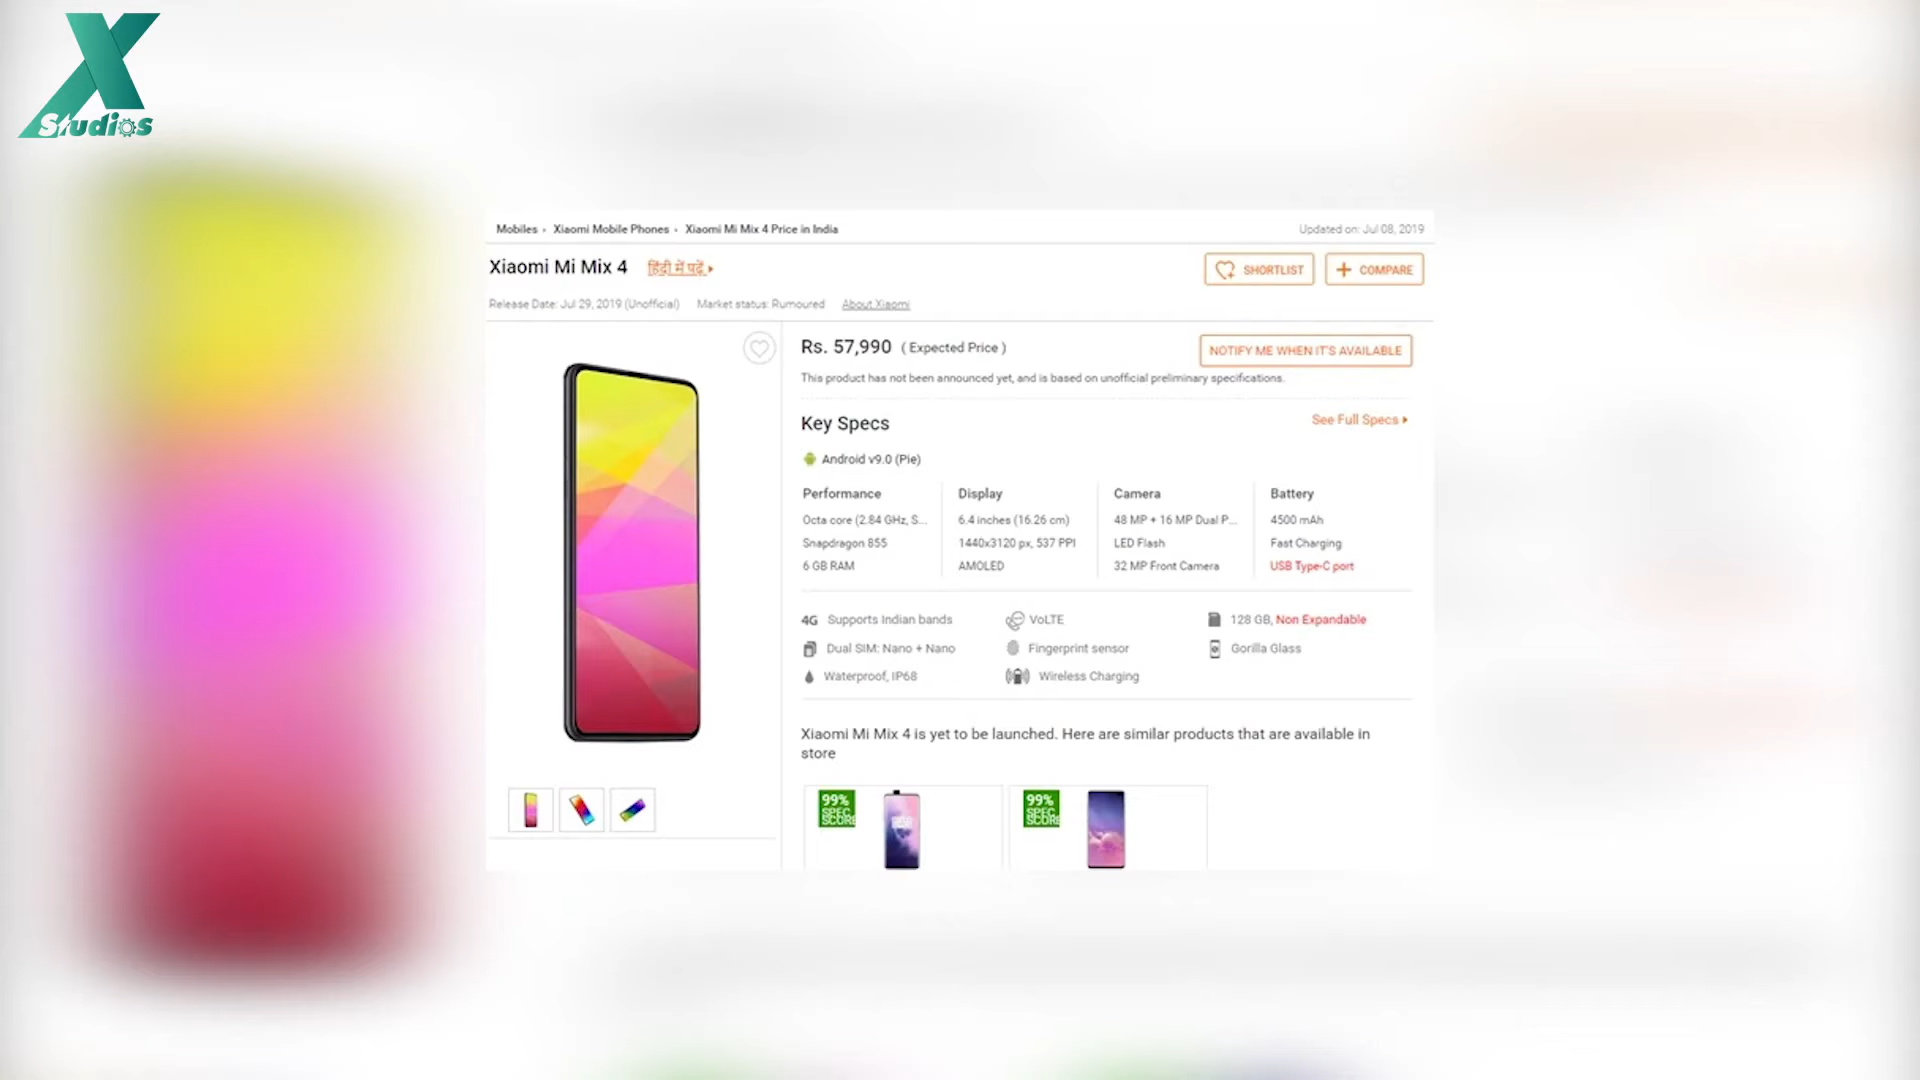 X
Studios
Mobiles › Xiaomi Mobile Phones › Xiaomi Mi Mix 4 Price in India
Updated on: Jul 08, 2019
Xiaomi Mi Mix 4 हिंदी में पढ़ें
SHORTLIST
COMPARE
Release Date: Jul 29, 2019 (Unofficial) Market status: Rumoured About Xiaomi
Rs. 57,990 ( Expected Price )
NOTIFY ME WHEN IT'S AVAILABLE
This product has not been announced yet, and is based on unofficial preliminary specifications.
Key Specs
See Full Specs
Android v9.0 (Pie)
Performance
Octa core (2.84 GHz, S...
Snapdragon 855
6 GB RAM
Display
6.4 inches (16.26 cm)
1440x3120 px, 537 PPI
AMOLED
Camera
48 MP + 16 MP Dual P...
LED Flash
32 MP Front Camera
Battery
4500 mAh
Fast Charging
USB Type-C port
4G Supports Indian bands
VoLTE
128 GB, Non Expandable
Dual SIM: Nano + Nano
Fingerprint sensor
Gorilla Glass
Waterproof, IP68
Wireless Charging
Xiaomi Mi Mix 4 is yet to be launched. Here are similar products that are available in
store
99%
SPEC
SCORE
99%
SPEC
SCORE